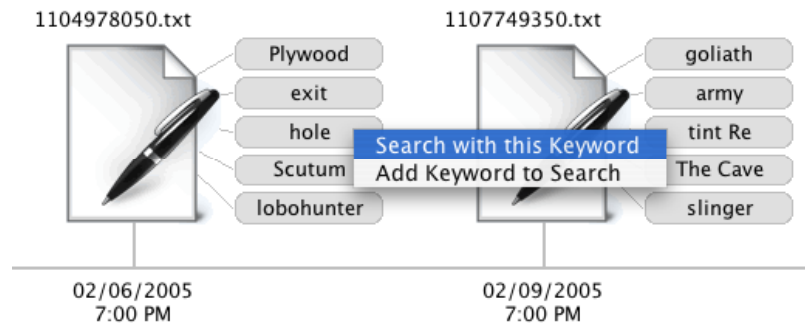 1104978050.txt
Plywood
exit
hole
Scutum
lobohunter
02/06/2005
7:00 PM
Search with this Keyword
Add Keyword to Search
1107749350.txt
goliath
army
tint Re
The Cave
slinger
02/09/2005
7:00 PM